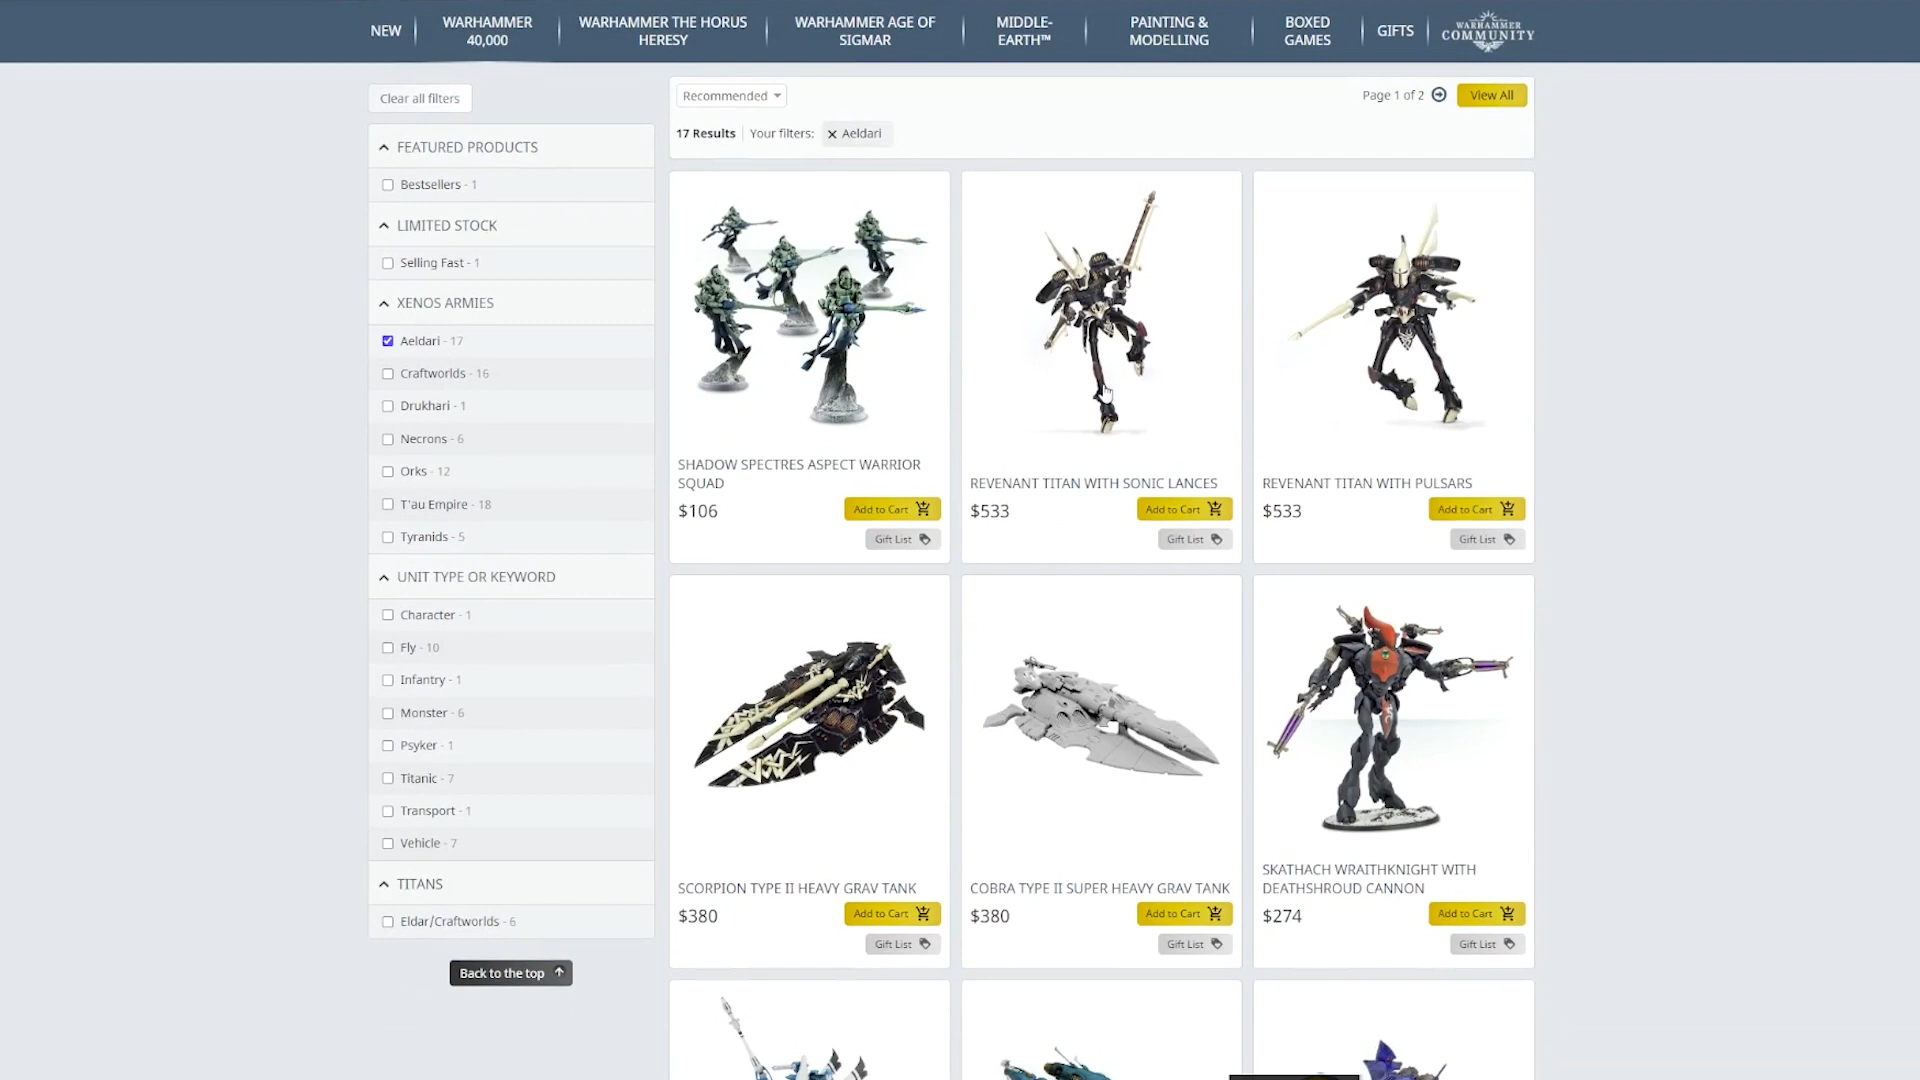 NEW
WARHAMMER
40,000
WARHAMMER THE HORUS
HERESY
WARHAMMER AGE OF
SIGMAR
MIDDLE-
EARTH™
PAINTING &
MODELLING
BOXED
GAMES
GIFTS
WARHAMMER
COMMUNITY
Clear all filters
FEATURED PRODUCTS
Bestsellers - 1
LIMITED STOCK
Selling Fast - 1
XENOS ARMIES
Aeldari - 17
Craftworlds - 16
Drukhari - 1
Necrons - 6
Orks - 12
T'au Empire - 18
Tyranids - 5
UNIT TYPE OR KEYWORD
Character - 1
Fly - 10
Infantry - 1
Monster - 6
Psyker - 1
Titanic - 7
Transport - 1
Vehicle - 7
TITANS
Eldar/Craftworlds - 6
Back to the top
Recommended
Page 1 of 2
View All
17 Results
Your filters:
Aeldari
SHADOW SPECTRES ASPECT WARRIOR
SQUAD
$106
Add to Cart
Gift List
REVENANT TITAN WITH SONIC LANCES
$533
Add to Cart
Gift List
REVENANT TITAN WITH PULSARS
$533
Add to Cart
Gift List
SCORPION TYPE II HEAVY GRAV TANK
$380
Add to Cart
Gift List
COBRA TYPE II SUPER HEAVY GRAV TANK
$380
Add to Cart
Gift List
SKATHACH WRAITHKNIGHT WITH
DEATHSHROUD CANNON
$274
Add to Cart
Gift List